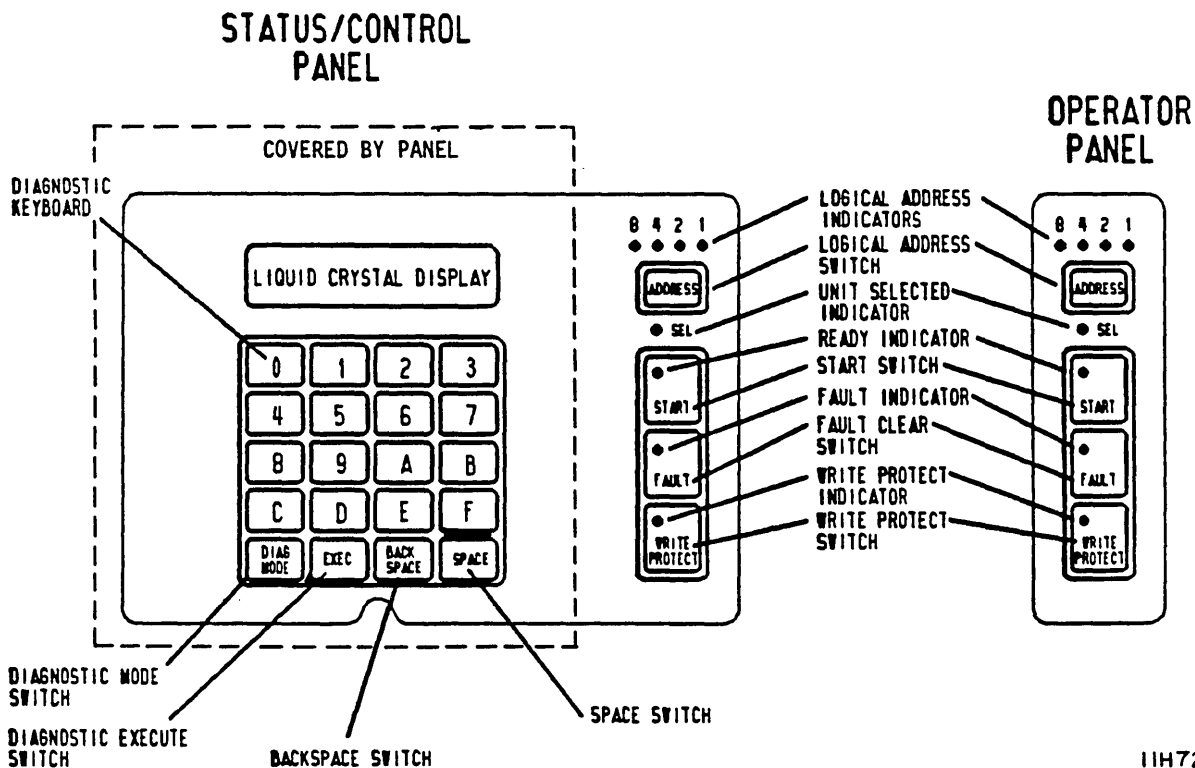 STATUS/CONTROL
PANEL
OPERATOR
PANEL
COVERED BY PANEL
DIAGNOSTIC
KEYBOARD
LIQUID CRYSTAL DISPLAY
0 1 2 3
4 5 6 7
8 9 A B
C D E F
DIAG
MODE
EXEC
BACK
SPACE
SPACE
8 4 2 1
ADDRESS
SEL
START
FAULT
WRITE
PROTECT
LOGICAL ADDRESS
INDICATORS
LOGICAL ADDRESS
SWITCH
UNIT SELECTED
INDICATOR
READY INDICATOR
START SWITCH
FAULT INDICATOR
FAULT CLEAR
SWITCH
WRITE PROTECT
INDICATOR
WRITE PROTECT
SWITCH
8 4 2 1
ADDRESS
SEL
START
FAULT
WRITE
PROTECT
DIAGNOSTIC MODE
SWITCH
DIAGNOSTIC EXECUTE
SWITCH
BACKSPACE SWITCH
SPACE SWITCH